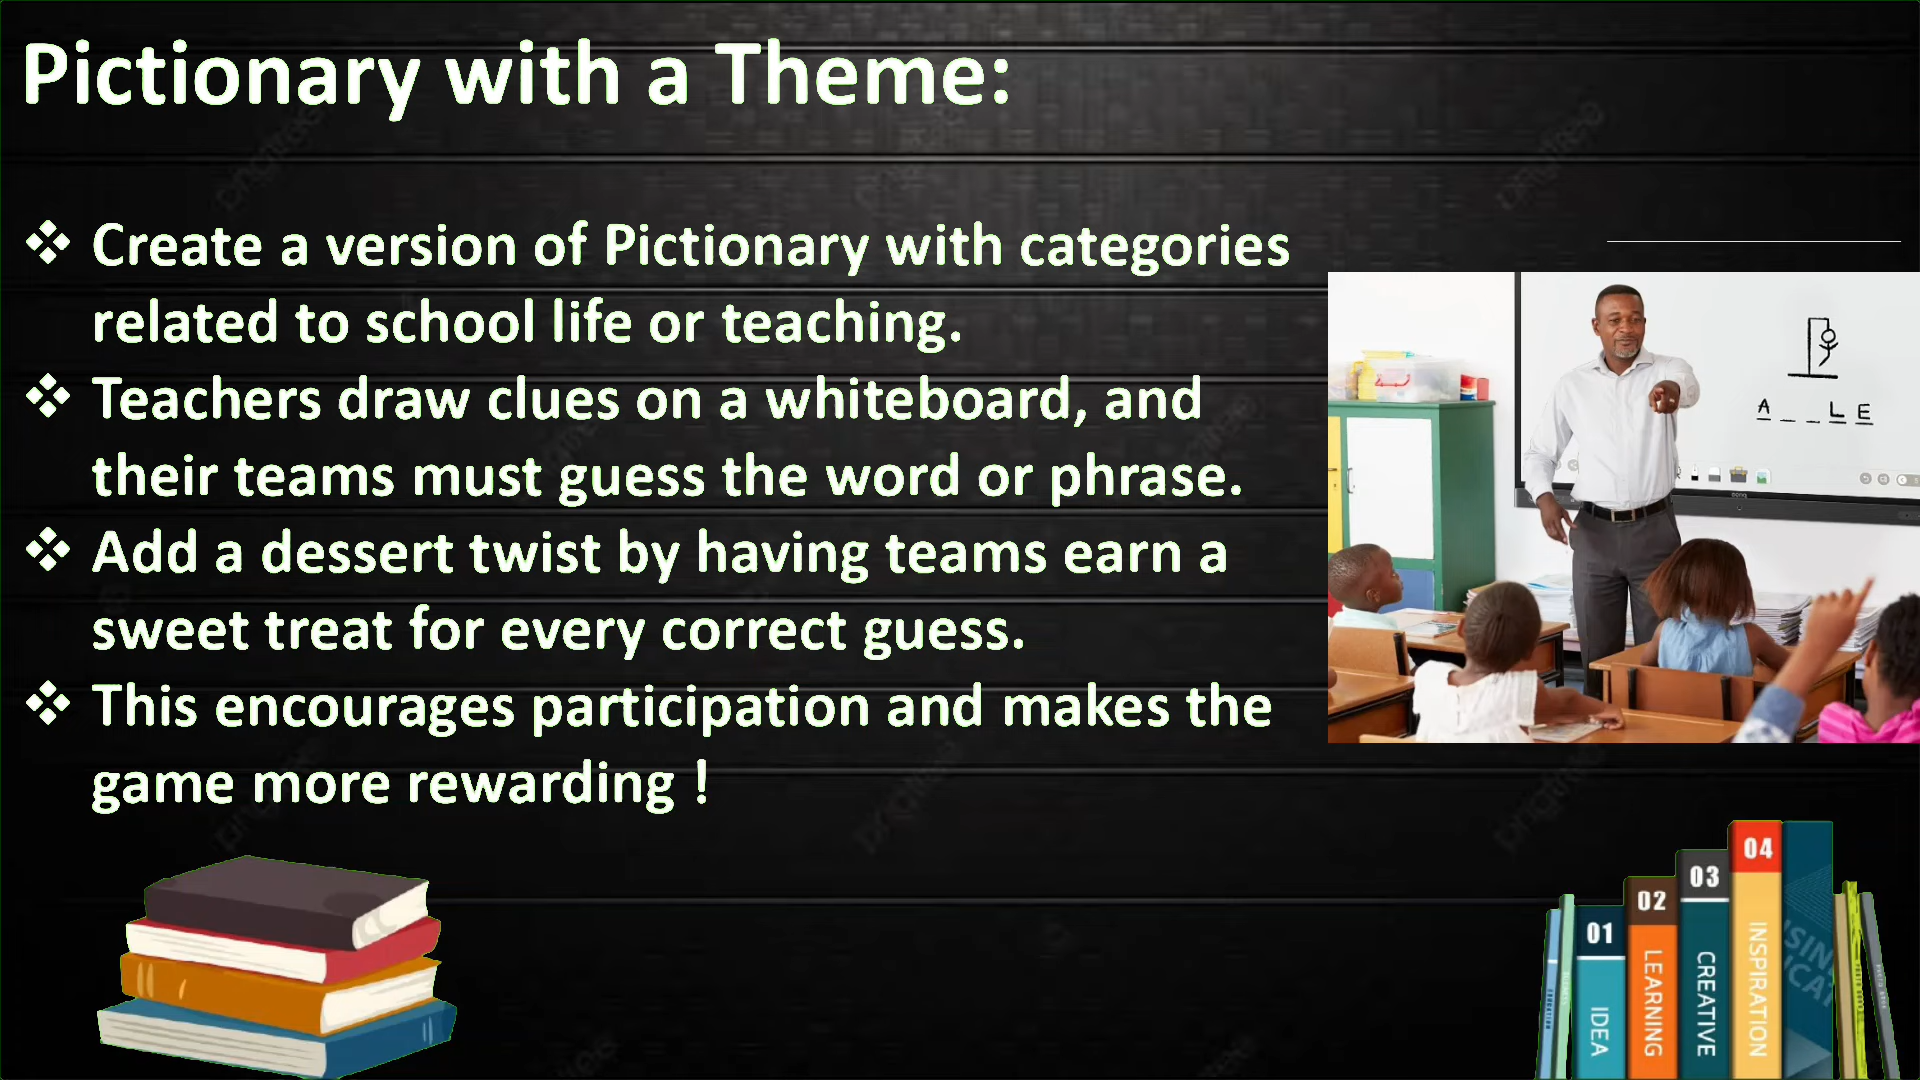 Pictionary with a Theme:
❖ Create a version of Pictionary with categories
related to school life or teaching.
❖ Teachers draw clues on a whiteboard, and
their teams must guess the word or phrase.
❖ Add a dessert twist by having teams earn a
sweet treat for every correct guess.
❖ This encourages participation and makes the
game more rewarding !
A _ _ L E
01 IDEA
02 LEARNING
03 CREATIVE
04 INSPIRATION
pngtree